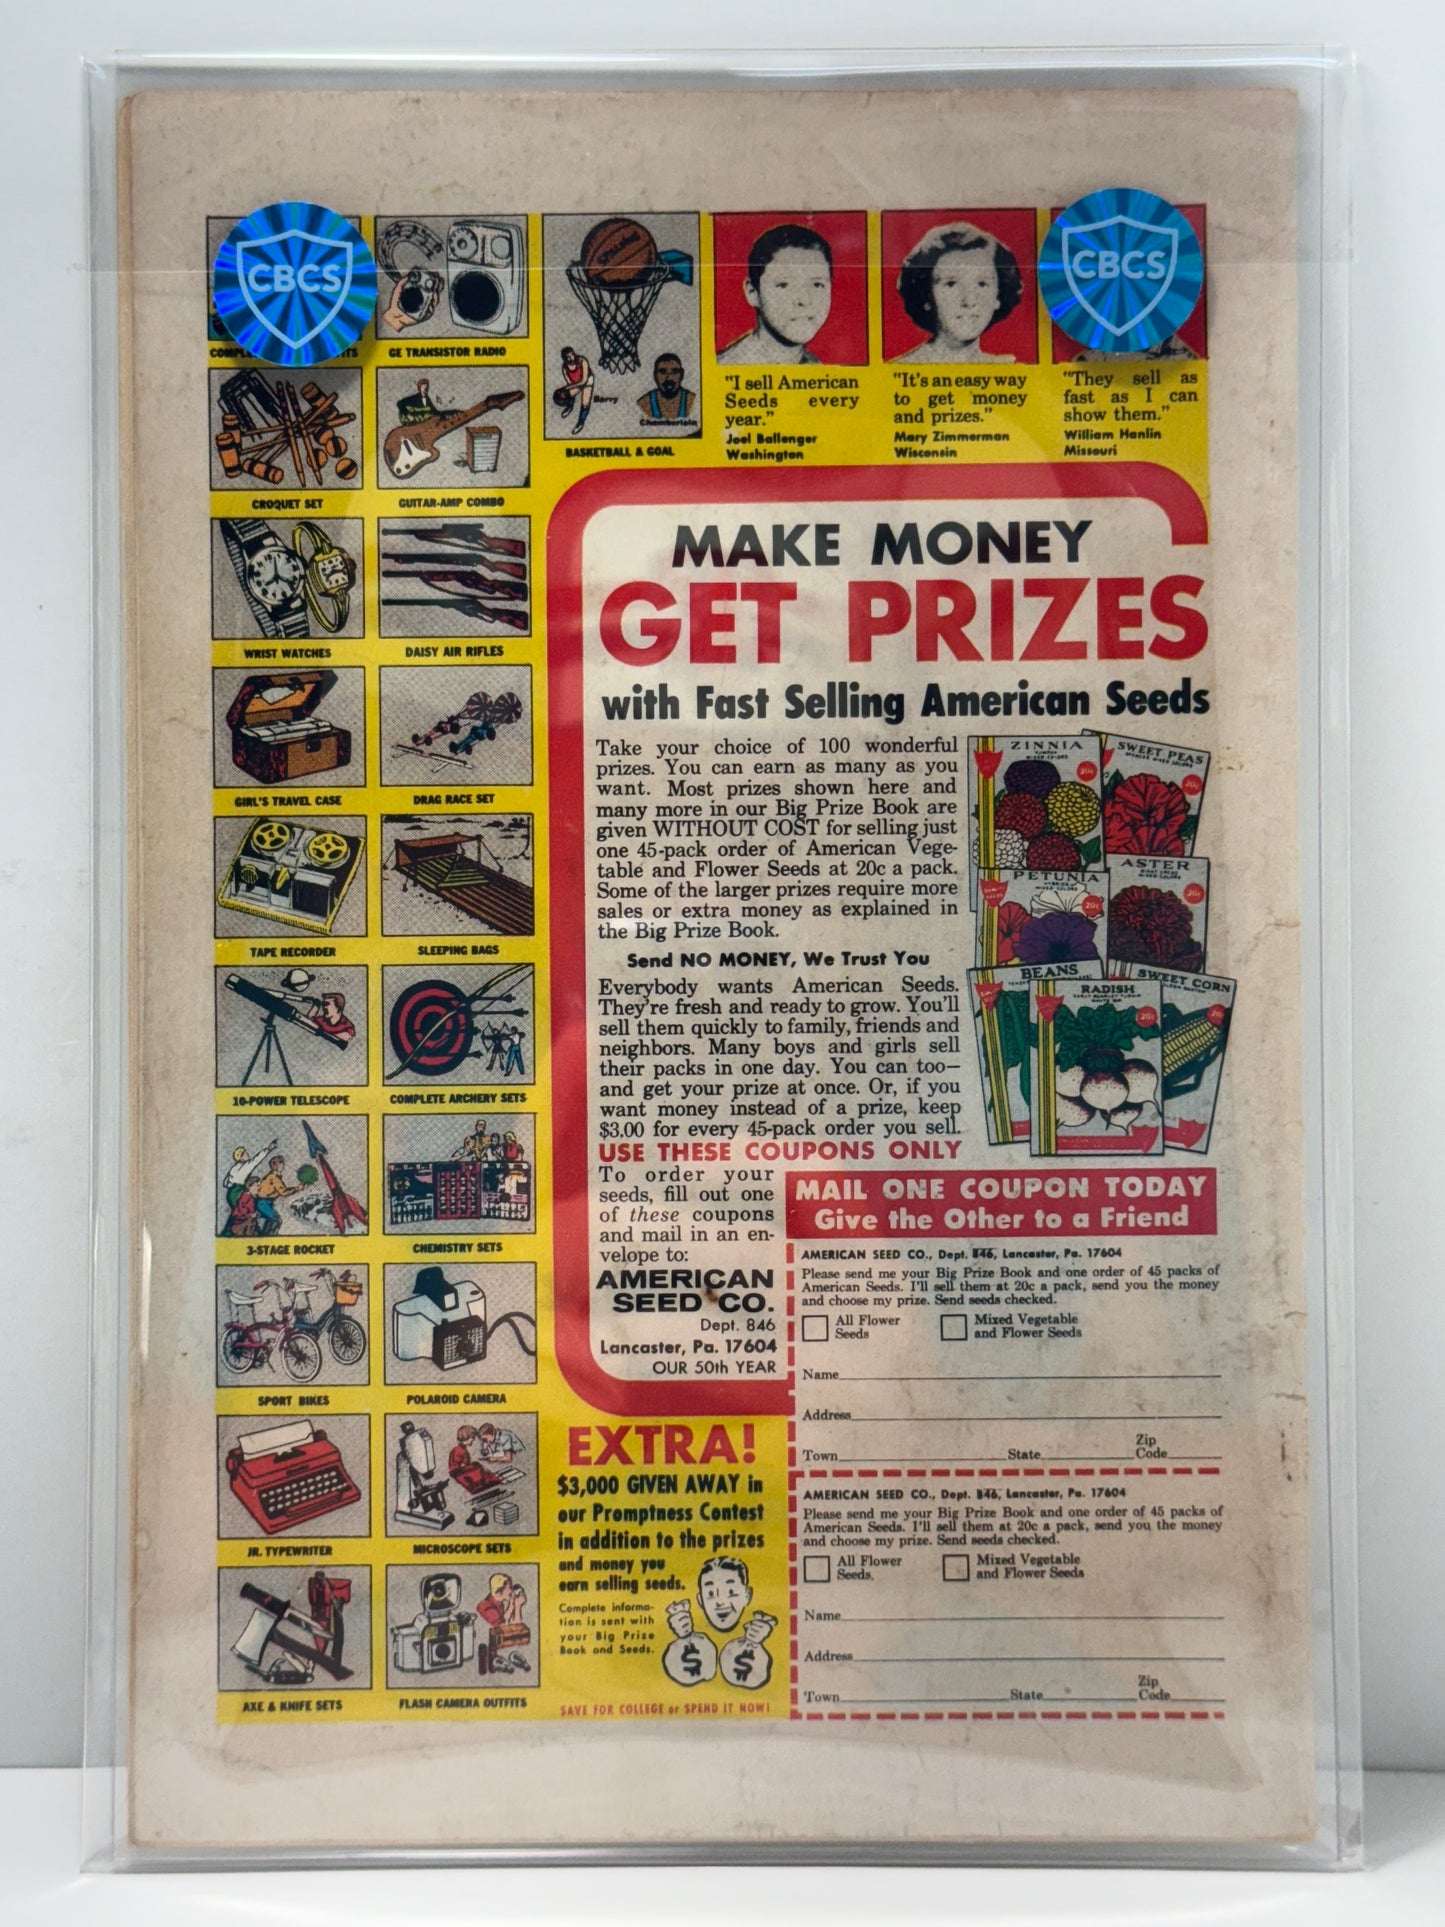 CBCS
CBCS
COMPL
ITS
GE TRANSISTOR RADIO
SPALDING
Barry
Chamberlain
BASKETBALL & GOAL
"I sell American
Seeds every
year."
Joel Ballenger
Washington
"It's an easy way
to get money
and prizes."
Mary Zimmerman
Wisconsin
"They sell as
fast as I can
show them."
William Hanlin
Missouri
CROQUET SET
GUITAR-AMP COMBO
WRIST WATCHES
DAISY AIR RIFLES
GIRL'S TRAVEL CASE
DRAG RACE SET
TAPE RECORDER
SLEEPING BAGS
10-POWER TELESCOPE
COMPLETE ARCHERY SETS
3-STAGE ROCKET
CHEMISTRY SETS
SPORT BIKES
POLAROID CAMERA
JR. TYPEWRITER
MICROSCOPE SETS
AXE & KNIFE SETS
FLASH CAMERA OUTFITS
MAKE MONEY
GET PRIZES
with Fast Selling American Seeds
Take your choice of 100 wonderful
prizes. You can earn as many as you
want. Most prizes shown here and
many more in our Big Prize Book are
given WITHOUT COST for selling just
one 45-pack order of American Vege-
table and Flower Seeds at 20c a pack.
Some of the larger prizes require more
sales or extra money as explained in
the Big Prize Book.
Send NO MONEY, We Trust You
Everybody wants American Seeds.
They're fresh and ready to grow. You'll
sell them quickly to family, friends and
neighbors. Many boys and girls sell
their packs in one day. You can too—
and get your prize at once. Or, if you
want money instead of a prize, keep
$3.00 for every 45-pack order you sell.
USE THESE COUPONS ONLY
To order your
seeds, fill out one
of these coupons
and mail in an en-
velope to:
AMERICAN
SEED CO.
Dept. 846
Lancaster, Pa. 17604
OUR 50th YEAR
ZINNIA
MIXED COLORS
20c
SWEET PEAS
MIXED COLORS
20c
PETUNIA
MIXED COLORS
20c
ASTER
MIXED COLORS
20c
BEANS
RADISH
20c
SWEET CORN
20c
MAIL ONE COUPON TODAY
Give the Other to a Friend
AMERICAN SEED CO., Dept. 846, Lancaster, Pa. 17604
Please send me your Big Prize Book and one order of 45 packs of
American Seeds. I'll sell them at 20c a pack, send you the money
and choose my prize. Send seeds checked.
All Flower
Seeds
Mixed Vegetable
and Flower Seeds
Name
Address
Town State Zip Code
AMERICAN SEED CO., Dept. 846, Lancaster, Pa. 17604
Please send me your Big Prize Book and one order of 45 packs of
American Seeds. I'll sell them at 20c a pack, send you the money
and choose my prize. Send seeds checked.
All Flower
Seeds.
Mixed Vegetable
and Flower Seeds
Name
Address
Town State Zip Code
EXTRA!
$3,000 GIVEN AWAY in
our Promptness Contest
in addition to the prizes
and money you
earn selling seeds.
Complete informa-
tion is sent with
your Big Prize
Book and Seeds.
$
$
SAVE FOR COLLEGE or SPEND IT NOW!